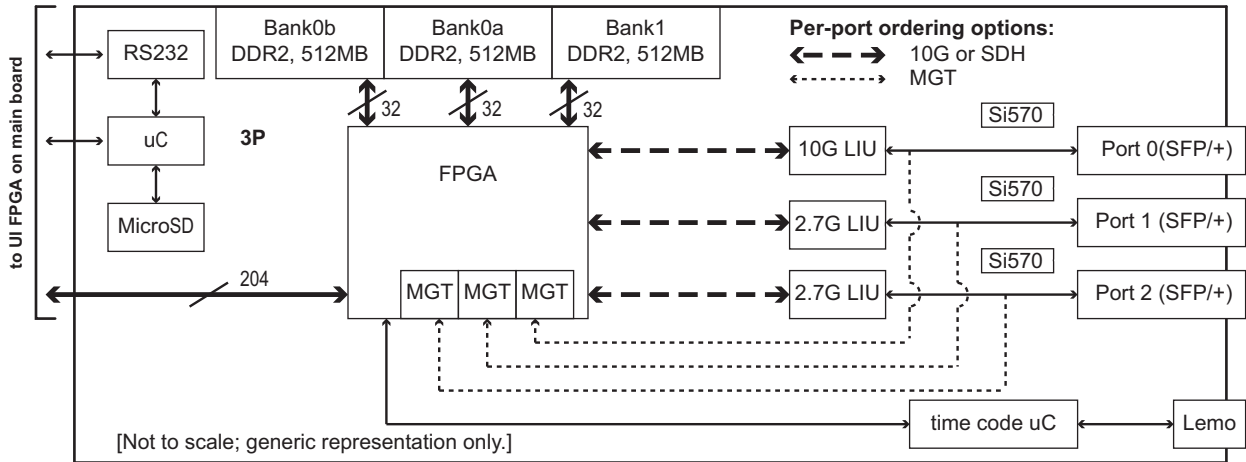 to UI FPGA on main board
RS232
uC
MicroSD
3P
Bank0b
DDR2, 512MB
Bank0a
DDR2, 512MB
Bank1
DDR2, 512MB
32
32
32
Per-port ordering options:
10G or SDH
MGT
FPGA
10G LIU
Si570
Port 0(SFP/+)
2.7G LIU
Si570
Port 1 (SFP/+)
204
MGT
MGT
MGT
2.7G LIU
Si570
Port 2 (SFP/+)
time code uC
Lemo
[Not to scale; generic representation only.]